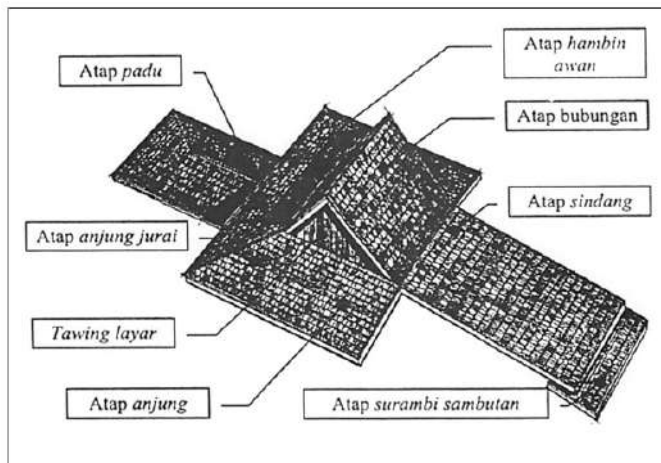 Atap hambin
awan
Atap padu
Atap bubungan
Atap sindang
Atap anjung jurai
Tawing layar
Atap anjung
Atap surambi sambutan